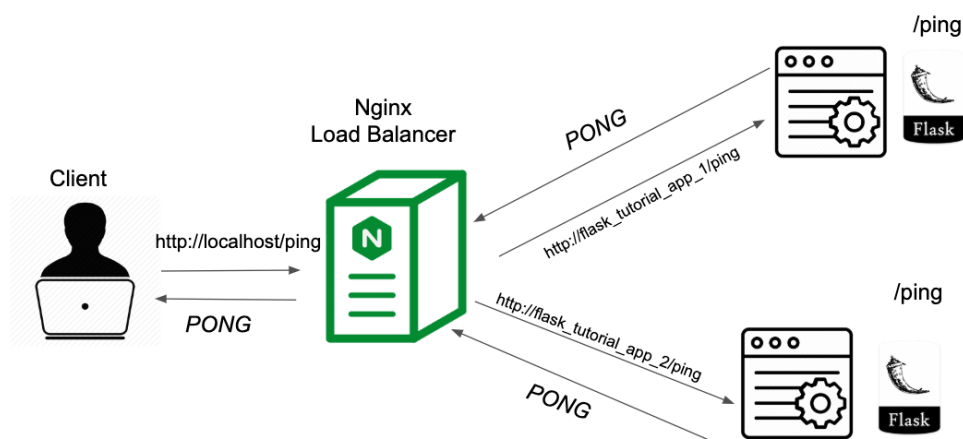 /ping
Flask
Nginx
Load Balancer
PONG
http://flask_tutorial_app_1/ping
Client
http://localhost/ping
N
PONG
http://flask_tutorial_app_2/ping
/ping
PONG
Flask